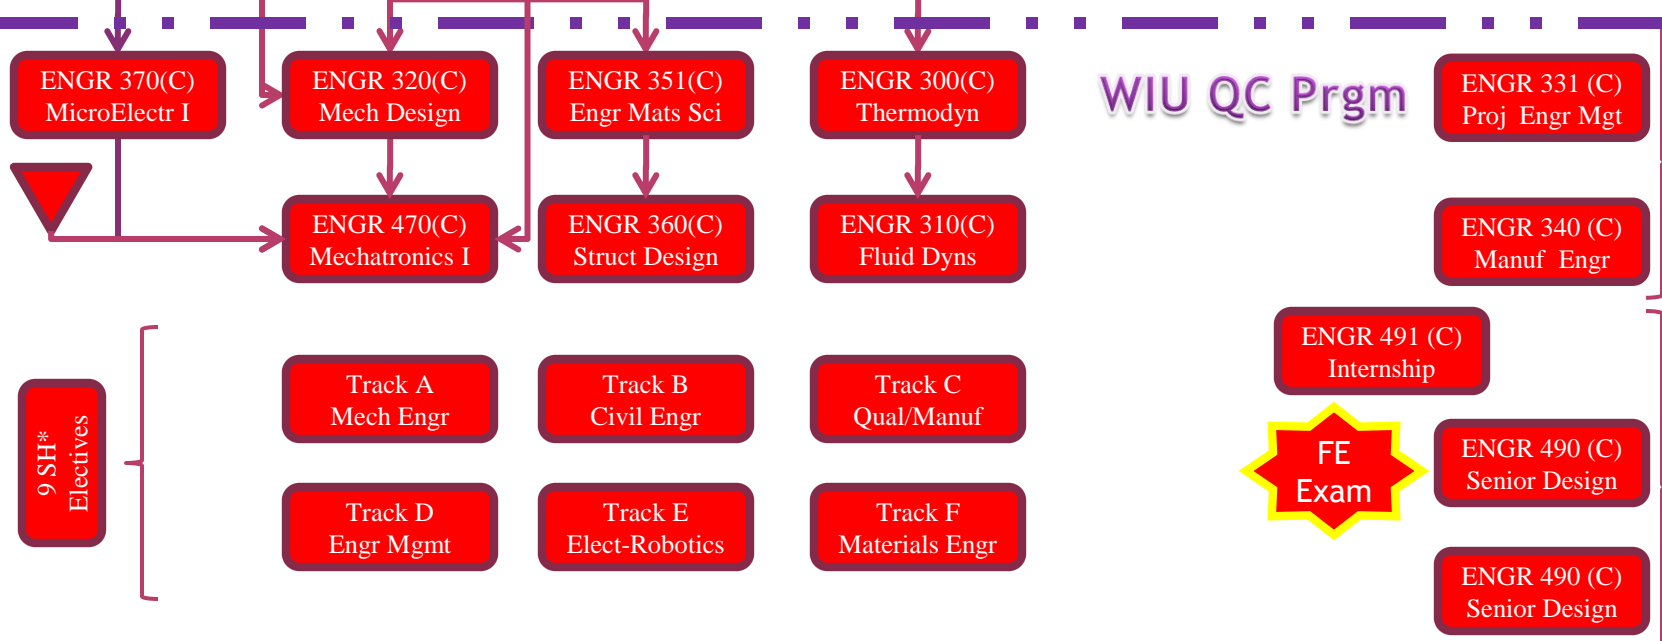 ENGR 370(C)
MicroElectr I
ENGR 320(C)
Mech Design
ENGR 351(C)
Engr Mats Sci
ENGR 300(C)
Thermodyn
WIU QC Prgm
ENGR 331 (C)
Proj Engr Mgt
ENGR 470(C)
Mechatronics I
ENGR 360(C)
Struct Design
ENGR 310(C)
Fluid Dyns
ENGR 340 (C)
Manuf Engr
ENGR 491 (C)
Internship
9 SH*
Electives
Track A
Mech Engr
Track B
Civil Engr
Track C
Qual/Manuf
FE
Exam
ENGR 490 (C)
Senior Design
Track D
Engr Mgmt
Track E
Elect-Robotics
Track F
Materials Engr
ENGR 490 (C)
Senior Design